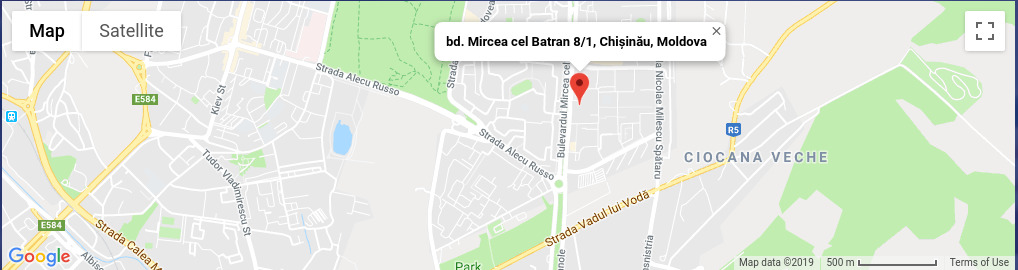 Map
Satellite
bd. Mircea cel Batran 8/1, Chișinău, Moldova
Strada Alecu Russo
E584
Kiev St
R5
Bulevardul Mircea cel
a Nicolae Milescu Spătaru
Strada Alecu Russo
CIOCANA VECHE
Tudor Vladimirescu St
Strada
E584
Strada Vadul lui Vodă
Strada Calea M
Google
Albișo
Park
Map data ©2019
500 m
Terms of Use